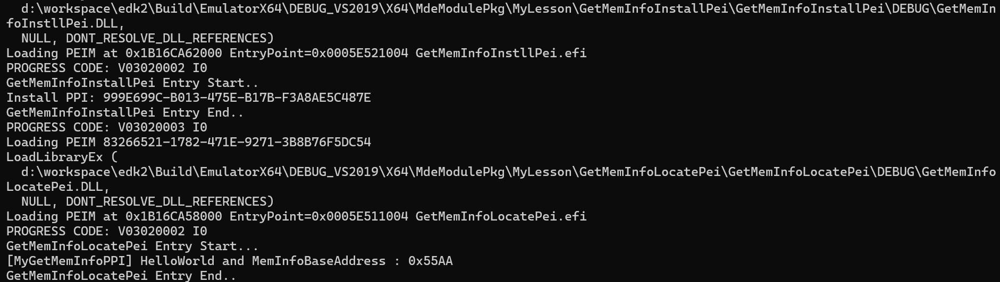 d:\workspace\edk2\Build\EmulatorX64\DEBUG_VS2019\X64\MdeModulePkg\MyLesson\GetMemInfoInstallPei\GetMemInfoInstallPei\DEBUG\GetMemIn
foInstllPei.DLL,
NULL, DONT_RESOLVE_DLL_REFERENCES)
Loading PEIM at 0x1B16CA62000 EntryPoint=0x0005E521004 GetMemInfoInstllPei.efi
PROGRESS CODE: V03020002 I0
GetMemInfoInstallPei Entry Start..
Install PPI: 999E699C-B013-475E-B17B-F3A8AE5C487E
GetMemInfoInstallPei Entry End..
PROGRESS CODE: V03020003 I0
Loading PEIM 83266521-1782-471E-9271-3B8B76F5DC54
LoadLibraryEx (
d:\workspace\edk2\Build\EmulatorX64\DEBUG_VS2019\X64\MdeModulePkg\MyLesson\GetMemInfoLocatePei\GetMemInfoLocatePei\DEBUG\GetMemInfo
LocatePei.DLL,
NULL, DONT_RESOLVE_DLL_REFERENCES)
Loading PEIM at 0x1B16CA58000 EntryPoint=0x0005E511004 GetMemInfoLocatePei.efi
PROGRESS CODE: V03020002 I0
GetMemInfoLocatePei Entry Start...
[MyGetMemInfoPPI] HelloWorld and MemInfoBaseAddress : 0x55AA
GetMemInfoLocatePei Entry End..